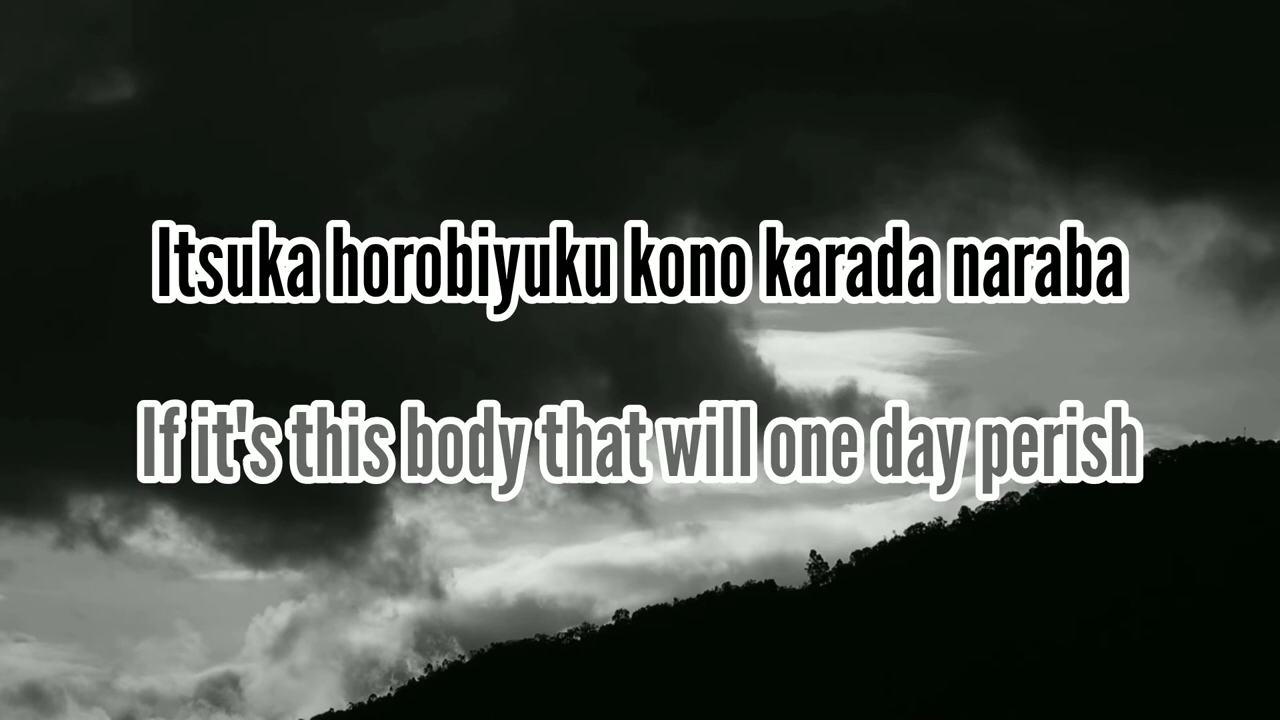 Itsuka horobiyuku kono karada naraba
If it's this body that will one day perish